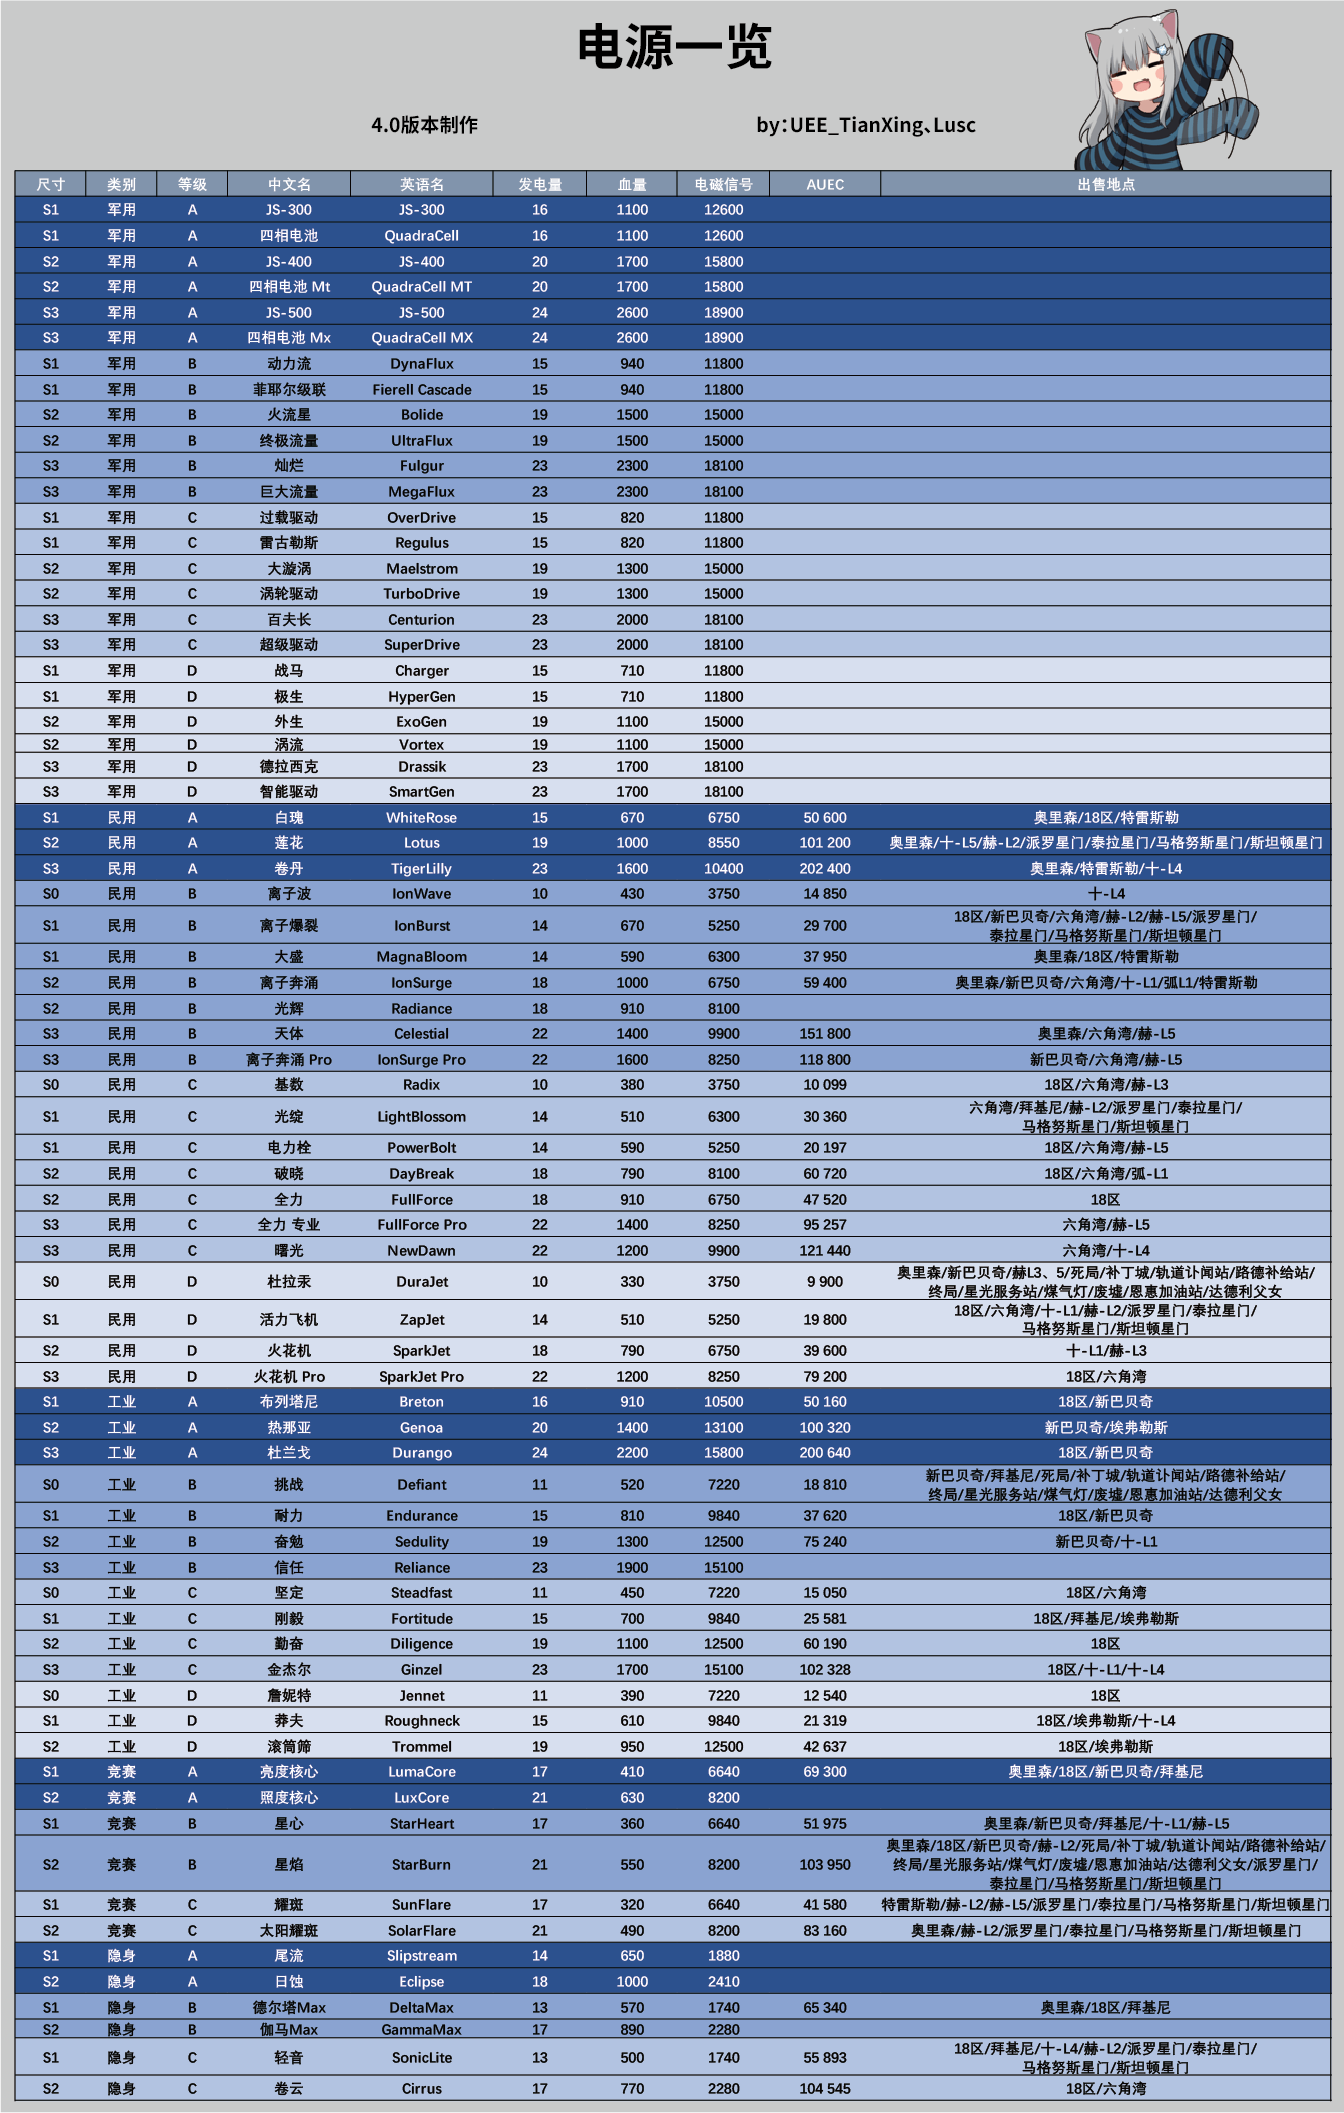 电源一览
4.0版本制作 by:UEE_TianXing、Lusc
尺寸 类别 等级 中文名 英语名 发电量 血量 电磁信号 AUEC 出售地点
S1 军用 A JS-300 JS-300 16 1100 12600
S1 军用 A 四相电池 QuadraCell 16 1100 12600
S2 军用 A JS-400 JS-400 20 1700 15800
S2 军用 A 四相电池 Mt QuadraCell MT 20 1700 15800
S3 军用 A JS-500 JS-500 24 2600 18900
S3 军用 A 四相电池 Mx QuadraCell MX 24 2600 18900
S1 军用 B 动力流 DynaFlux 15 940 11800
S1 军用 B 菲耶尔级联 Fierell Cascade 15 940 11800
S2 军用 B 火流星 Bolide 19 1500 15000
S2 军用 B 终极流量 UltraFlux 19 1500 15000
S3 军用 B 灿烂 Fulgur 23 2300 18100
S3 军用 B 巨大流量 MegaFlux 23 2300 18100
S1 军用 C 过载驱动 OverDrive 15 820 11800
S1 军用 C 雷古勒斯 Regulus 15 820 11800
S2 军用 C 大漩涡 Maelstrom 19 1300 15000
S2 军用 C 涡轮驱动 TurboDrive 19 1300 15000
S3 军用 C 百夫长 Centurion 23 2000 18100
S3 军用 C 超级驱动 SuperDrive 23 2000 18100
S1 军用 D 战马 Charger 15 710 11800
S1 军用 D 极生 HyperGen 15 710 11800
S2 军用 D 外生 ExoGen 19 1100 15000
S2 军用 D 涡流 Vortex 19 1100 15000
S3 军用 D 德拉西克 Drassik 23 1700 18100
S3 军用 D 智能驱动 SmartGen 23 1700 18100
S1 民用 A 白瑰 WhiteRose 15 670 6750 50 600 奥里森/18区/特雷斯勒
S2 民用 A 莲花 Lotus 19 1000 8550 101 200 奥里森/十-L5/赫-L2/派罗星门/泰拉星门/马格努斯星门/斯坦顿星门
S3 民用 A 卷丹 TigerLilly 23 1600 10400 202 400 奥里森/特雷斯勒/十-L4
S0 民用 B 离子波 IonWave 10 430 3750 14 850 十-L4
S1 民用 B 离子爆裂 IonBurst 14 670 5250 29 700 18区/新巴贝奇/六角湾/赫-L2/赫-L5/派罗星门/
泰拉星门/马格努斯星门/斯坦顿星门
S1 民用 B 大盛 MagnaBloom 14 590 6300 37 950 奥里森/18区/特雷斯勒
S2 民用 B 离子奔涌 IonSurge 18 1000 6750 59 400 奥里森/新巴贝奇/六角湾/十-L1/弧L1/特雷斯勒
S2 民用 B 光辉 Radiance 18 910 8100
S3 民用 B 天体 Celestial 22 1400 9900 151 800 奥里森/六角湾/赫-L5
S3 民用 B 离子奔涌 Pro IonSurge Pro 22 1600 8250 118 800 新巴贝奇/六角湾/赫-L5
S0 民用 C 基数 Radix 10 380 3750 10 099 18区/六角湾/赫-L3
S1 民用 C 光绽 LightBlossom 14 510 6300 30 360 六角湾/拜基尼/赫-L2/派罗星门/泰拉星门/
马格努斯星门/斯坦顿星门
S1 民用 C 电力栓 PowerBolt 14 590 5250 20 197 18区/六角湾/赫-L5
S2 民用 C 破晓 DayBreak 18 790 8100 60 720 18区/六角湾/弧-L1
S2 民用 C 全力 FullForce 18 910 6750 47 520 18区
S3 民用 C 全力 专业 FullForce Pro 22 1400 8250 95 257 六角湾/赫-L5
S3 民用 C 曙光 NewDawn 22 1200 9900 121 440 六角湾/十-L4
S0 民用 D 杜拉汞 DuraJet 10 330 3750 9 900 奥里森/新巴贝奇/赫L3、5/死局/补丁城/轨道讣闻站/路德补给站/
终局/星光服务站/煤气灯/废墟/恩惠加油站/达德利父女
S1 民用 D 活力飞机 ZapJet 14 510 5250 19 800 18区/六角湾/十-L1/赫-L2/派罗星门/泰拉星门/
马格努斯星门/斯坦顿星门
S2 民用 D 火花机 SparkJet 18 790 6750 39 600 十-L1/赫-L3
S3 民用 D 火花机 Pro SparkJet Pro 22 1200 8250 79 200 18区/六角湾
S1 工业 A 布列塔尼 Breton 16 910 10500 50 160 18区/新巴贝奇
S2 工业 A 热那亚 Genoa 20 1400 13100 100 320 新巴贝奇/埃弗勒斯
S3 工业 A 杜兰戈 Durango 24 2200 15800 200 640 18区/新巴贝奇
S0 工业 B 挑战 Defiant 11 520 7220 18 810 新巴贝奇/拜基尼/死局/补丁城/轨道讣闻站/路德补给站/
终局/星光服务站/煤气灯/废墟/恩惠加油站/达德利父女
S1 工业 B 耐力 Endurance 15 810 9840 37 620 18区/新巴贝奇
S2 工业 B 奋勉 Sedulity 19 1300 12500 75 240 新巴贝奇/十-L1
S3 工业 B 信任 Reliance 23 1900 15100
S0 工业 C 坚定 Steadfast 11 450 7220 15 050 18区/六角湾
S1 工业 C 刚毅 Fortitude 15 700 9840 25 581 18区/拜基尼/埃弗勒斯
S2 工业 C 勤奋 Diligence 19 1100 12500 60 190 18区
S3 工业 C 金杰尔 Ginzel 23 1700 15100 102 328 18区/十-L1/十-L4
S0 工业 D 詹妮特 Jennet 11 390 7220 12 540 18区
S1 工业 D 莽夫 Roughneck 15 610 9840 21 319 18区/埃弗勒斯/十-L4
S2 工业 D 滚筒筛 Trommel 19 950 12500 42 637 18区/埃弗勒斯
S1 竞赛 A 亮度核心 LumaCore 17 410 6640 69 300 奥里森/18区/新巴贝奇/拜基尼
S2 竞赛 A 照度核心 LuxCore 21 630 8200
S1 竞赛 B 星心 StarHeart 17 360 6640 51 975 奥里森/新巴贝奇/拜基尼/十-L1/赫-L5
S2 竞赛 B 星焰 StarBurn 21 550 8200 103 950 奥里森/18区/新巴贝奇/赫-L2/死局/补丁城/轨道讣闻站/路德补给站/
终局/星光服务站/煤气灯/废墟/恩惠加油站/达德利父女/派罗星门/
泰拉星门/马格努斯星门/斯坦顿星门
S1 竞赛 C 耀斑 SunFlare 17 320 6640 41 580 特雷斯勒/赫-L2/赫-L5/派罗星门/泰拉星门/马格努斯星门/斯坦顿星门
S2 竞赛 C 太阳耀斑 SolarFlare 21 490 8200 83 160 奥里森/赫-L2/派罗星门/泰拉星门/马格努斯星门/斯坦顿星门
S1 隐身 A 尾流 Slipstream 14 650 1880
S2 隐身 A 日蚀 Eclipse 18 1000 2410
S1 隐身 B 德尔塔Max DeltaMax 13 570 1740 65 340 奥里森/18区/拜基尼
S2 隐身 B 伽马Max GammaMax 17 890 2280
S1 隐身 C 轻音 SonicLite 13 500 1740 55 893 18区/拜基尼/十-L4/赫-L2/派罗星门/泰拉星门/
马格努斯星门/斯坦顿星门
S2 隐身 C 卷云 Cirrus 17 770 2280 104 545 18区/六角湾